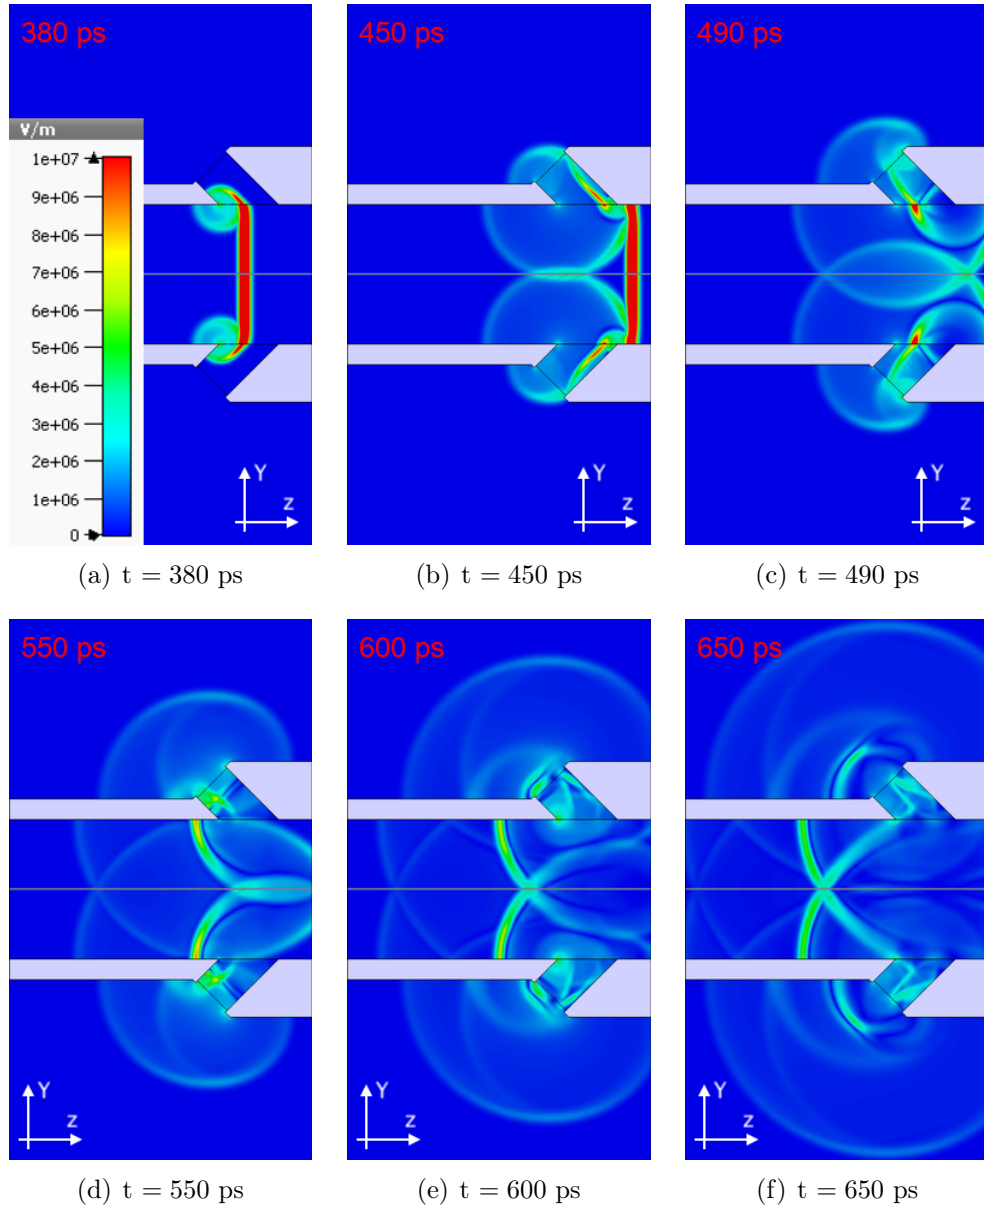 380 ps
450 ps
490 ps
V/m
1e+07
9e+06
8e+06
7e+06
6e+06
5e+06
4e+06
3e+06
2e+06
1e+06
0
Y
z
Y
z
Y
z
(a) t = 380 ps
(b) t = 450 ps
(c) t = 490 ps
550 ps
600 ps
650 ps
Y
z
Y
z
Y
z
(d) t = 550 ps
(e) t = 600 ps
(f) t = 650 ps